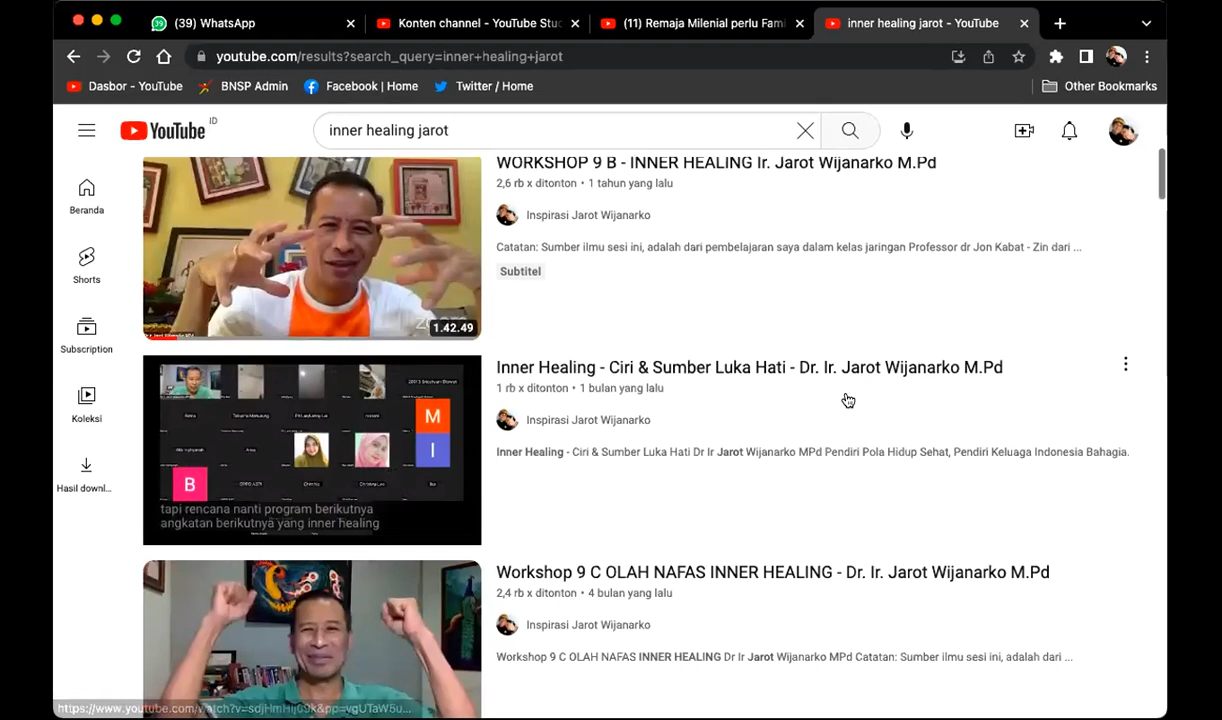 39
(39) WhatsApp
Konten channel - YouTube Stu
(11) Remaja Milenial perlu Fami
inner healing jarot - YouTube
youtube.com/results?search_query=inner+healing+jarot
Dasbor - YouTube
BNSP Admin
Facebook | Home
Twitter / Home
Other Bookmarks
YouTube ID
inner healing jarot
WORKSHOP 9 B - INNER HEALING Ir. Jarot Wijanarko M.Pd
2,6 rb x ditonton • 1 tahun yang lalu
Inspirasi Jarot Wijanarko
Catatan: Sumber ilmu sesi ini, adalah dari pembelajaran saya dalam kelas jaringan Professor dr Jon Kabat - Zin dari ...
Subtitel
zoom
1.42.49
Beranda
Shorts
Subscription
Koleksi
Hasil downl...
Inner Healing - Ciri & Sumber Luka Hati - Dr. Ir. Jarot Wijanarko M.Pd
1 rb x ditonton • 1 bulan yang lalu
Inspirasi Jarot Wijanarko
Inner Healing - Ciri & Sumber Luka Hati Dr Ir Jarot Wijanarko MPd Pendiri Pola Hidup Sehat, Pendiri Keluaga Indonesia Bahagia.
M
I
B
tapi rencana nanti program berikutnya
angkatan berikutnya yang inner healing
Workshop 9 C OLAH NAFAS INNER HEALING - Dr. Ir. Jarot Wijanarko M.Pd
2,4 rb x ditonton • 4 bulan yang lalu
Inspirasi Jarot Wijanarko
Workshop 9 C OLAH NAFAS INNER HEALING Dr Ir Jarot Wijanarko MPd Catatan: Sumber ilmu sesi ini, adalah dari ...